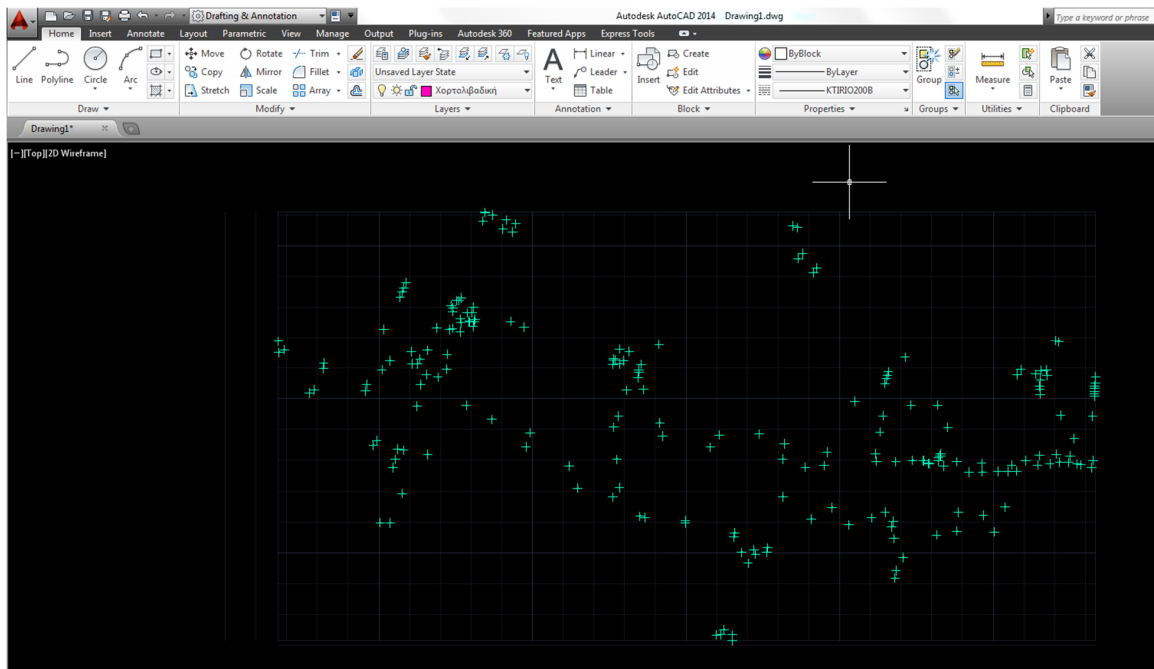 Drafting & Annotation
Autodesk AutoCAD 2014 Drawing1.dwg
Type a keyword or phrase
Home Insert Annotate Layout Parametric View Manage Output Plug-ins Autodesk 360 Featured Apps Express Tools
Line Polyline Circle Arc
Move Rotate Trim
Copy Mirror Fillet
Stretch Scale Array
Unsaved Layer State
Χορτολιβαδική
Text
Linear
Leader
Table
Insert
Create
Edit
Edit Attributes
ByBlock
ByLayer
KTIRIO200B
Group
Measure
Paste
Draw Modify Layers Annotation Block Properties Groups Utilities Clipboard
Drawing1*
[−][Top][2D Wireframe]